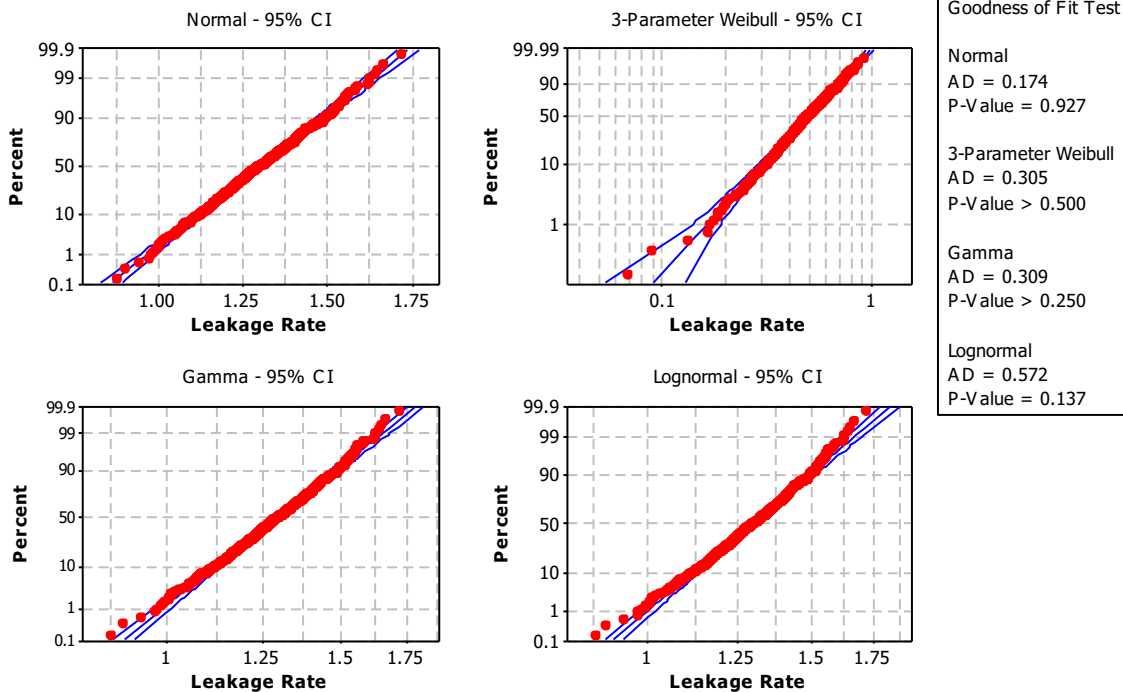 Normal - 95% CI
99.9
99
90
50
10
1
0.1
Percent
1.00
1.25
1.50
1.75
Leakage Rate
3-Parameter Weibull - 95% CI
99.99
90
50
10
1
Percent
0.1
1
Leakage Rate
Gamma - 95% CI
99.9
99
90
50
10
1
0.1
Percent
1
1.25
1.75
Leakage Rate
Lognormal - 95% CI
99.9
99
90
50
10
1
0.1
Percent
1
1.25
1.75
Leakage Rate
Goodness of Fit Test
Normal
AD = 0.174
P-Value = 0.927
3-Parameter Weibull
AD = 0.305
P-Value > 0.500
Gamma
AD = 0.309
P-Value > 0.250
Lognormal
AD = 0.572
P-Value = 0.137